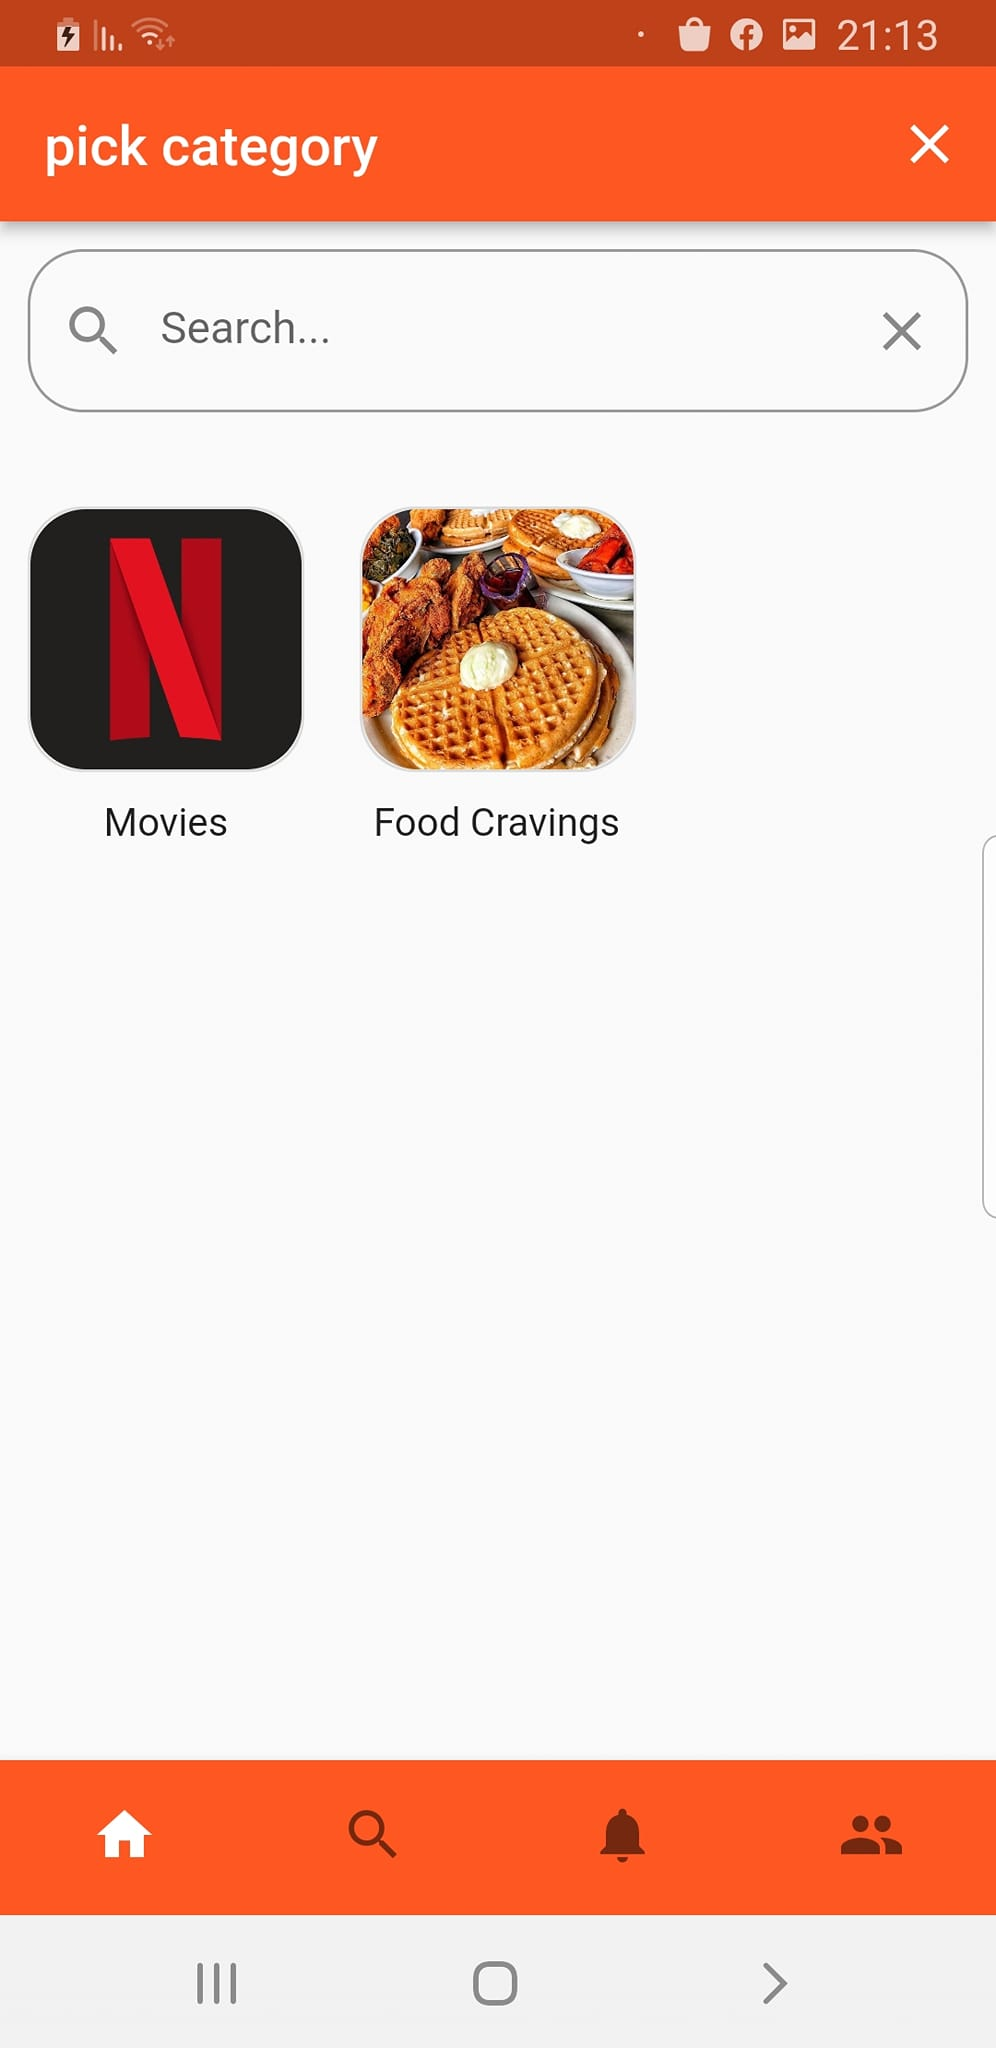 21:13
pick category
Search...
N
Movies
Food Cravings